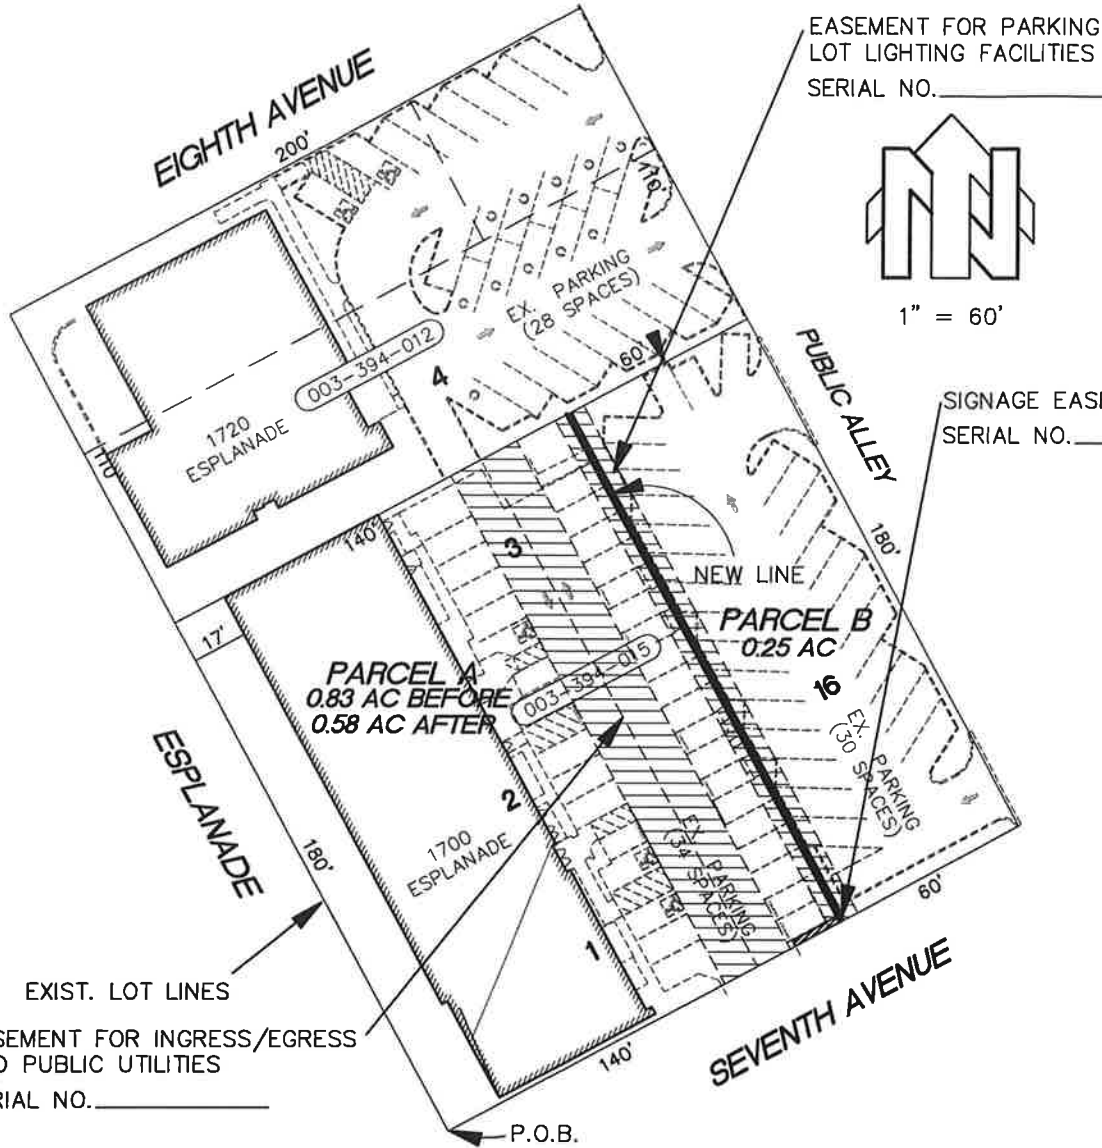 EASEMENT FOR PARKING
LOT LIGHTING FACILITIES
SERIAL NO.
EIGHTH AVENUE
200'
110'
1" = 60'
EX. PARKING
(28 SPACES)
003-394-012
4
60'
PUBLIC ALLEY
1720
ESPLANADE
110'
SIGNAGE
SERIAL NO.
140'
3
180'
NEW LINE
17'
PARCEL B
0.25 AC
PARCEL A
0.83 AC BEFORE
0.58 AC AFTER
003-394-015
16
EX. PARKING
(30 SPACES)
ESPLANADE
2
1700
ESPLANADE
180'
EX. PARKING
(34 SPACES)
60'
1
SEVENTH AVENUE
EXIST. LOT LINES
FOR INGRESS/EGRESS
PUBLIC UTILITIES
NO.
140'
P.O.B.